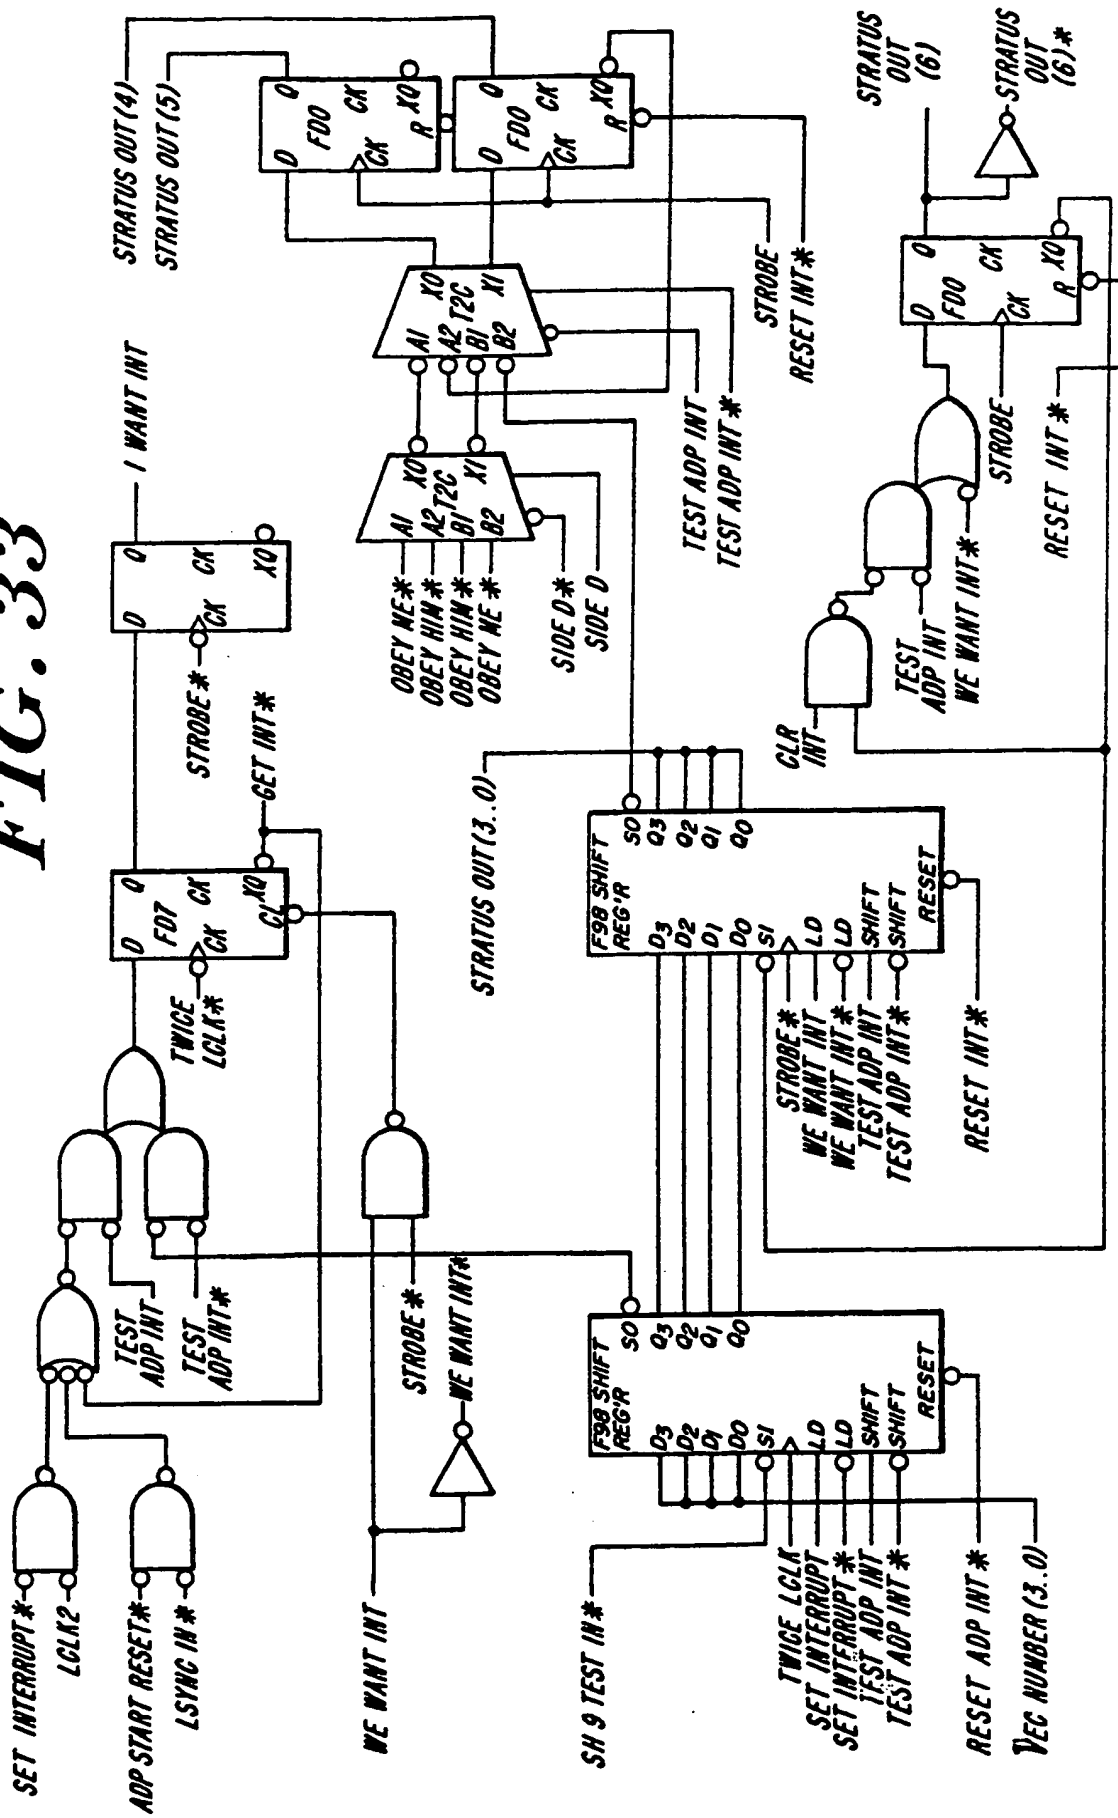 FIG. 33
SET INTERRUPT*
LCLK2
ADP START RESET*
LSYNC IN*
TEST
ADP INT
TEST
ADP INT*
D
Q
FD7
CK
CK
XQ
CL
TWICE
LCLK*
GET INT*
D
Q
CK
CK
XQ
STROBE*
I WANT INT
WE WANT INT
STROBE*
WE WANT INT*
STRATUS OUT(4)
STRATUS OUT(5)
D
Q
FDO
CK
CK
XQ
R
D
Q
FDO
CK
CK
XQ
R
OBEY ME*
OBEY HIM*
OBEY HIM*
OBEY ME*
A1
A2
B1
B2
T2C
X0
X1
SIDE D*
SIDE D
A1
A2
B1
B2
T2C
X0
X1
TEST ADP INT
TEST ADP INT*
STROBE
RESET INT*
SH 9 TEST IN*
F98 SHIFT
REG'R
D3
D2
D1
D0
SI
LD
LD
SHIFT
SHIFT
RESET
SO
Q3
Q2
Q1
Q0
TWICE LCLK
SET INTERRUPT
SET INTERRUPT*
TEST ADP INT
TEST ADP INT*
RESET ADP INT*
VEC NUMBER (3..0)
F98 SHIFT
REG'R
D3
D2
D1
D0
SI
LD
LD
SHIFT
SHIFT
RESET
SO
Q3
Q2
Q1
Q0
STRATUS OUT(3..0)
STROBE*
WE WANT INT
WE WANT INT*
TEST ADP INT
TEST ADP INT*
RESET INT*
CLR
INT
TEST
ADP INT
WE WANT INT*
STROBE
RESET INT*
D
Q
FDO
CK
CK
XQ
R
STRATUS
OUT
(6)
STRATUS
OUT
(6)*